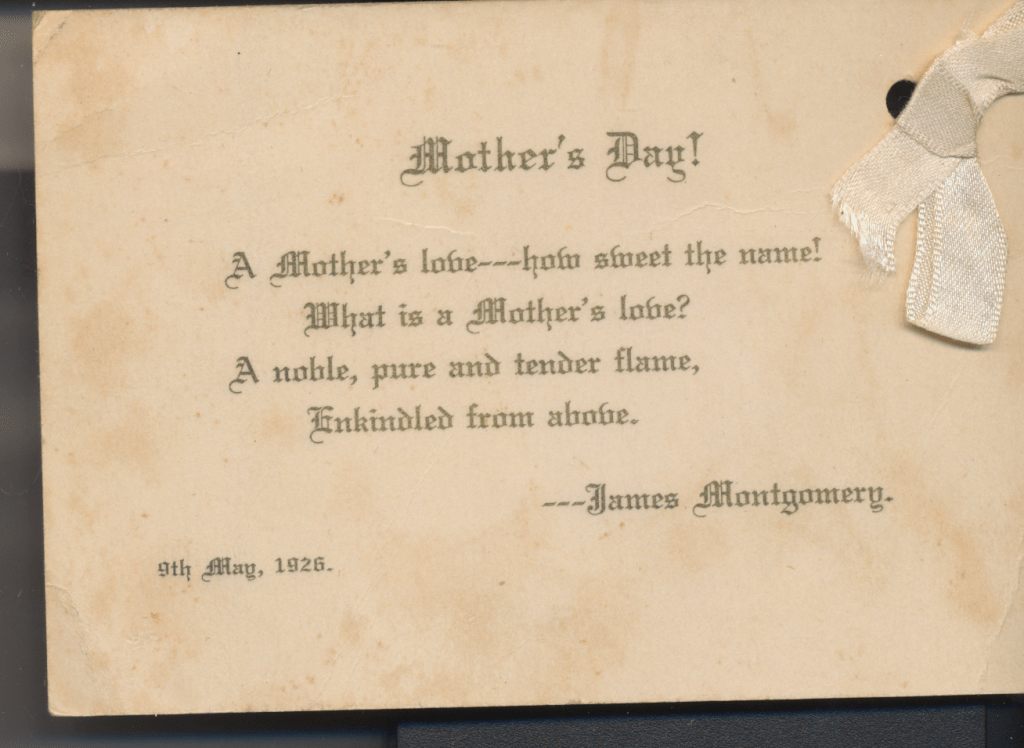 Mother's Day!
A Mother's love---how sweet the name!
What is a Mother's love?
A noble, pure and tender flame,
Enkindled from above.
---James Montgomery.
9th May, 1926.